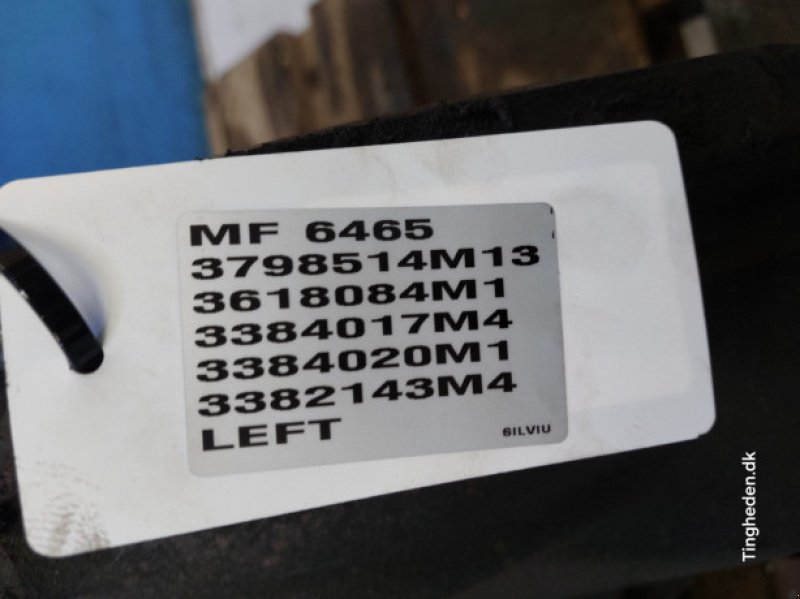 MF 6465
3798514M13
3618084M1
3384017M4
3384020M1
3382143M4
LEFT
SILVIU
Tingheden.dk